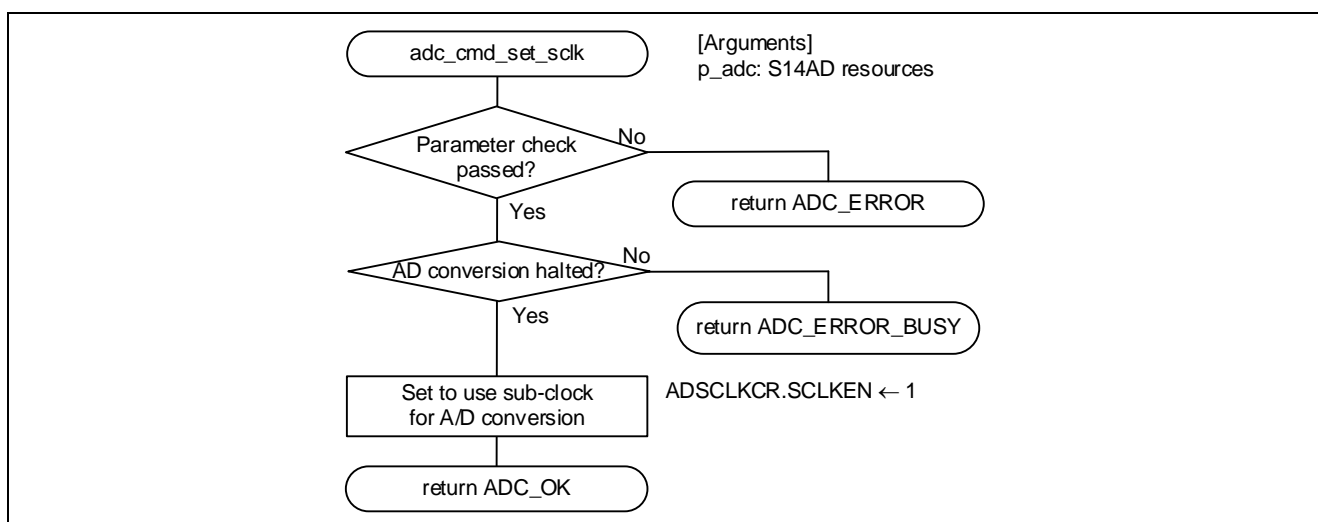 adc_cmd_set_sclk
[Arguments]
p_adc: S14AD resources
Parameter check
passed?
No
return ADC_ERROR
Yes
AD conversion halted?
No
return ADC_ERROR_BUSY
Yes
Set to use sub-clock
for A/D conversion
ADSCLKCR.SCLKEN ← 1
return ADC_OK